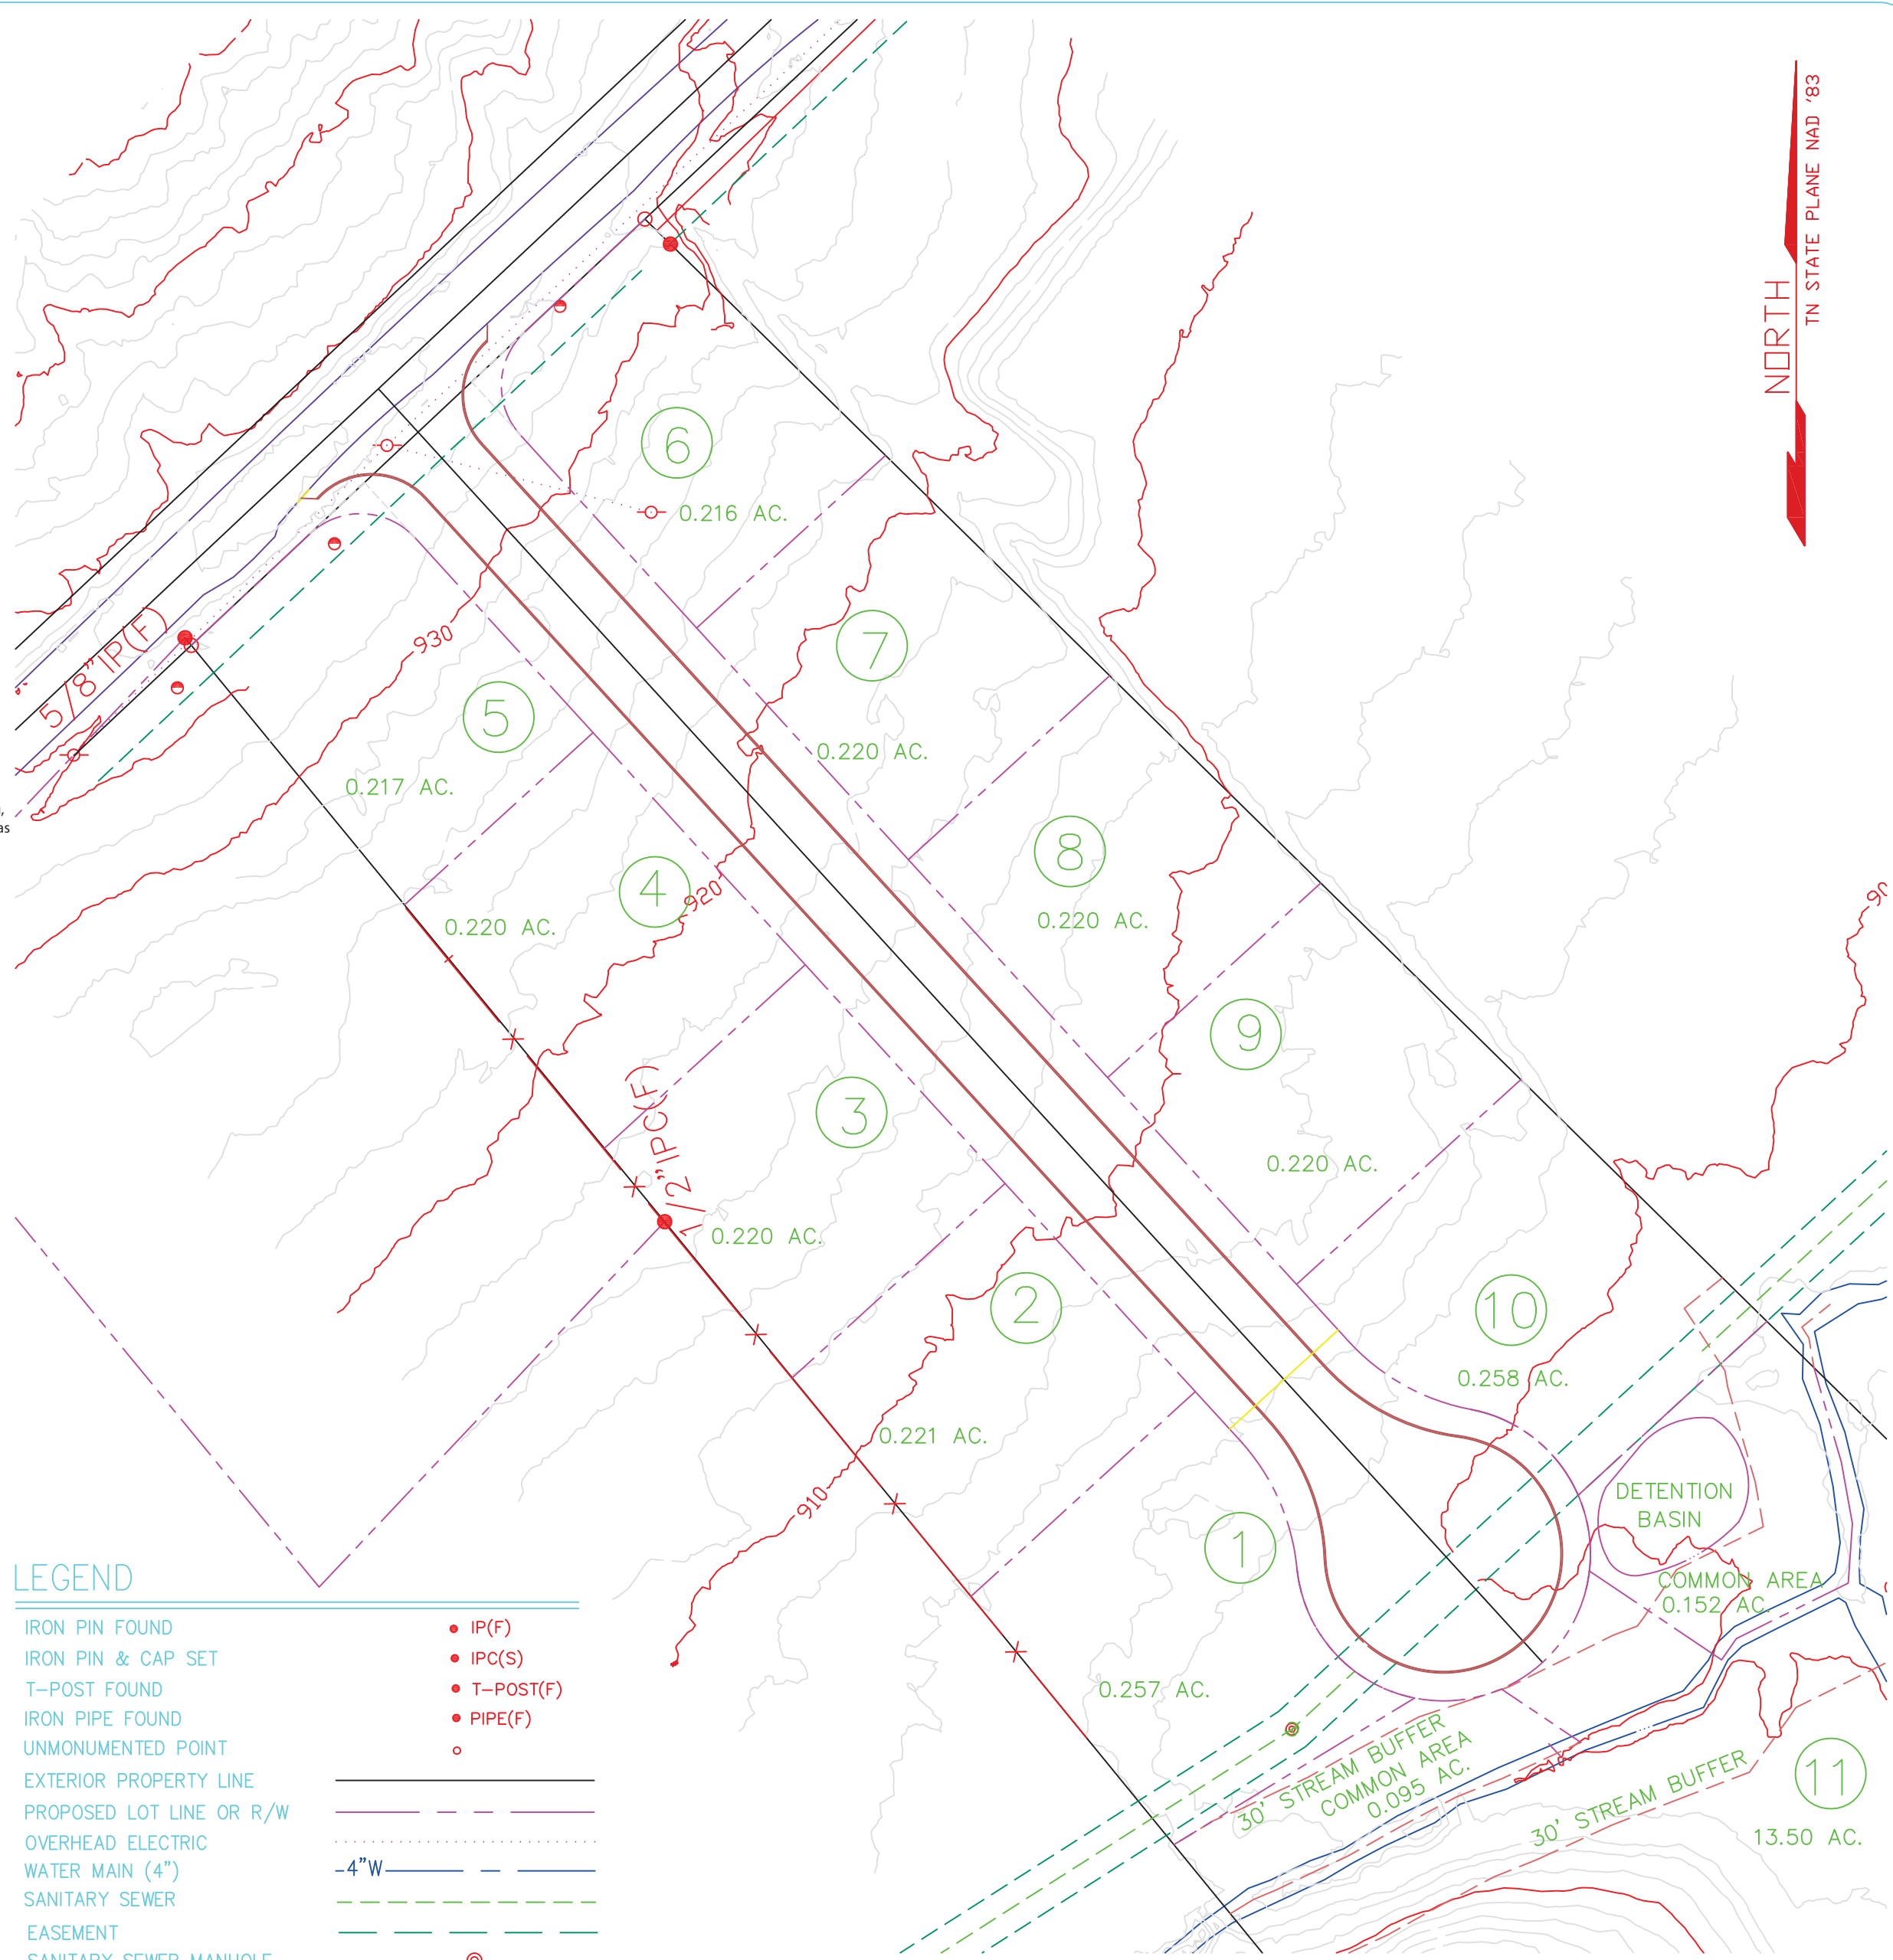 TN STATE PLANE NAD '83
NORTH
6
0.216 AC.
5/8"IP(F)
930
7
5
0.220 AC.
0.217 AC.
as
8
4
920
0.220 AC.
0.220 AC.
90
9
1/2"IPC(F)
3
0.220 AC.
0.220 AC.
2
10
0.258 AC.
0.221 AC.
910
DETENTION
BASIN
1
COMMON AREA
0.152 AC.
0.257 AC.
30' STREAM BUFFER
COMMON AREA
0.095 AC.
30' STREAM BUFFER
11
13.50 AC.
LEGEND
IRON PIN FOUND IP(F)
IRON PIN & CAP SET IPC(S)
T-POST FOUND T-POST(F)
IRON PIPE FOUND PIPE(F)
UNMONUMENTED POINT
EXTERIOR PROPERTY LINE
PROPOSED LOT LINE OR R/W
OVERHEAD ELECTRIC
WATER MAIN (4") 4"W
SANITARY SEWER
EASEMENT
SANITARY SEWER MANHOLE